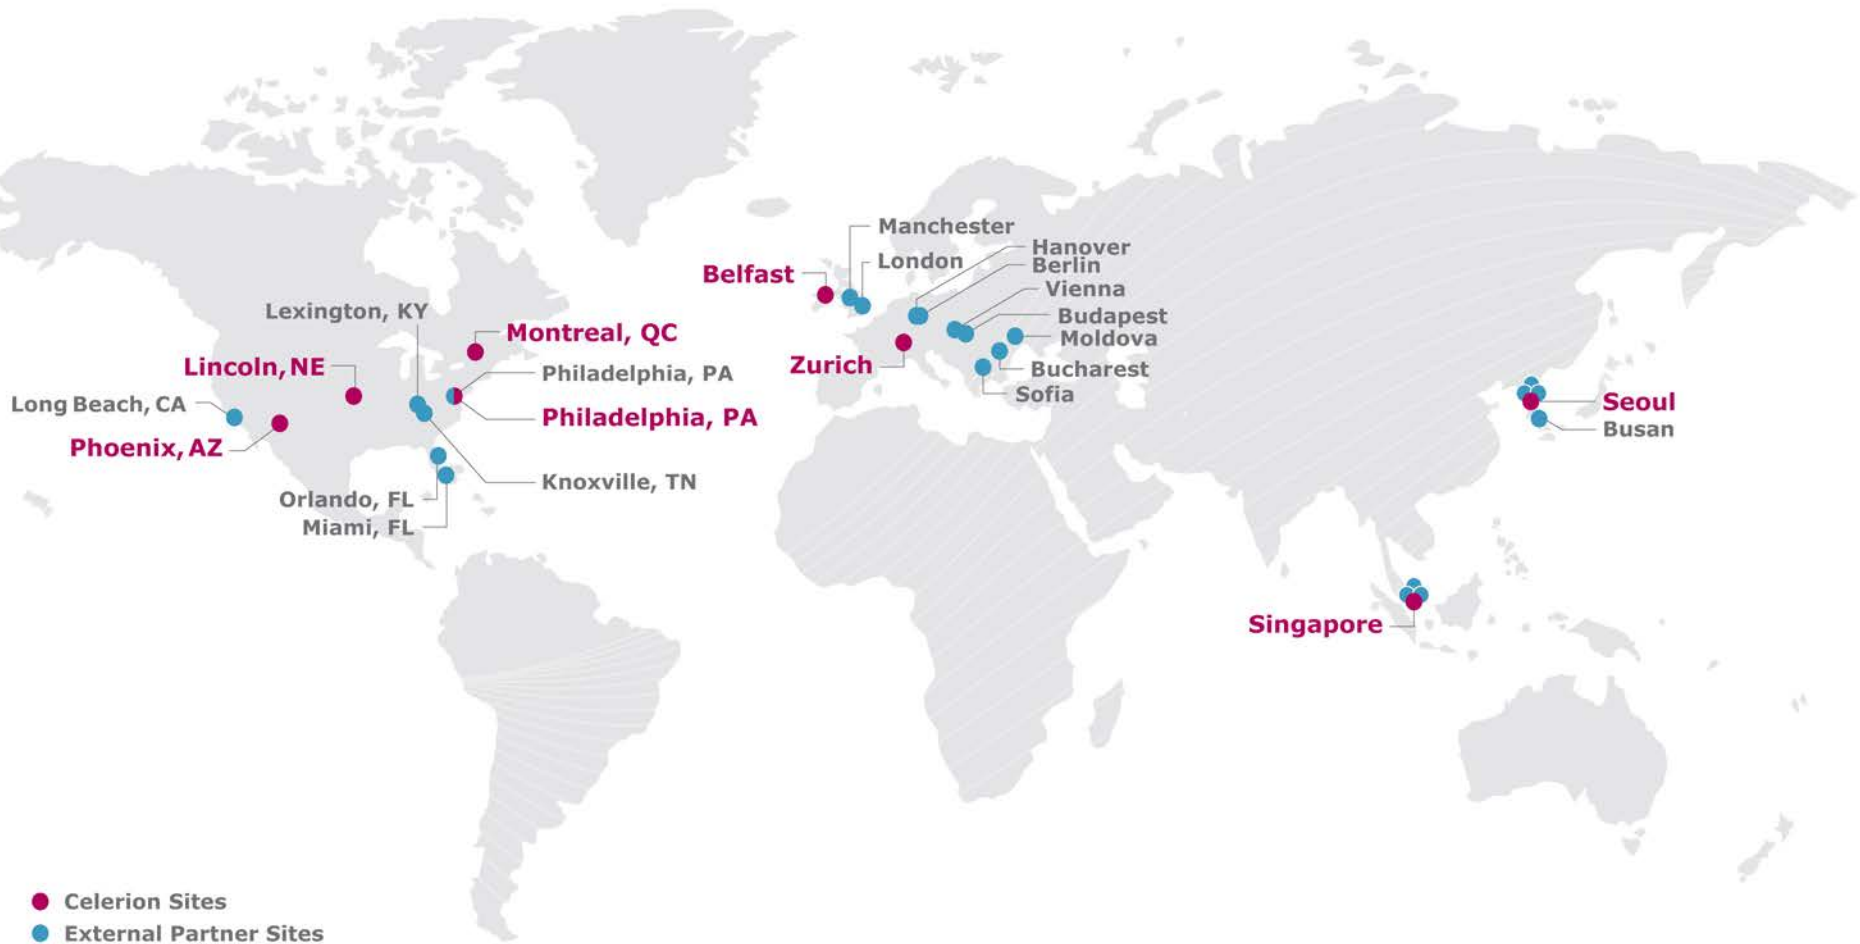 Manchester
Hanover
London
Berlin
Belfast
Vienna
Lexington, KY
Budapest
Montreal, QC
Moldova
Lincoln, NE
Zurich
Bucharest
Philadelphia, PA
Sofia
Long Beach, CA
Seoul
Philadelphia, PA
Busan
Phoenix, AZ
Knoxville, TN
Orlando, FL
Miami, FL
Singapore
Celerion Sites
External Partner Sites